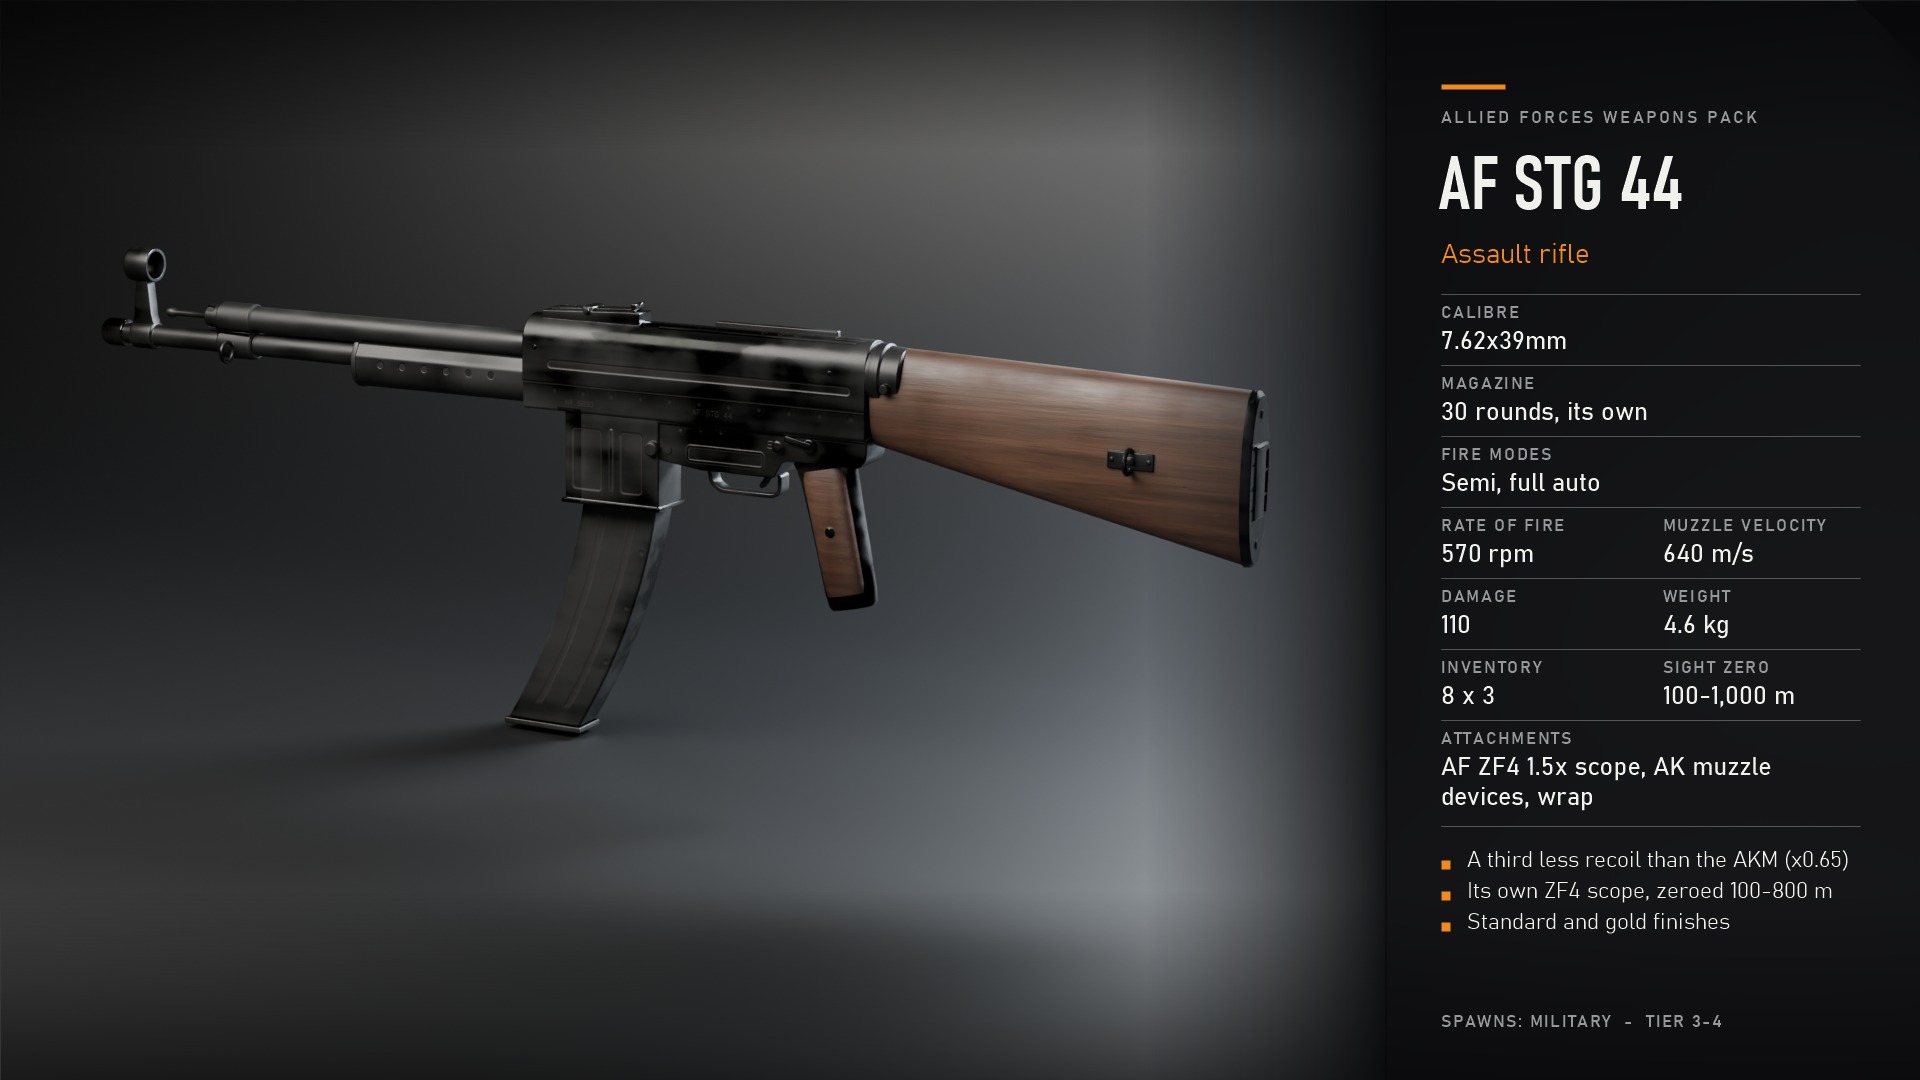 ALLIED FORCES WEAPONS PACK
AF STG 44
Assault rifle
CALIBRE
7.62x39mm
MAGAZINE
30 rounds, its own
FIRE MODES
Semi, full auto
RATE OF FIRE
570 rpm
MUZZLE VELOCITY
640 m/s
DAMAGE
110
WEIGHT
4.6 kg
INVENTORY
8 x 3
SIGHT ZERO
100-1,000 m
ATTACHMENTS
AF ZF4 1.5x scope, AK muzzle
devices, wrap
A third less recoil than the AKM (x0.65)
Its own ZF4 scope, zeroed 100-800 m
Standard and gold finishes
SPAWNS: MILITARY - TIER 3-4
AF STG 44